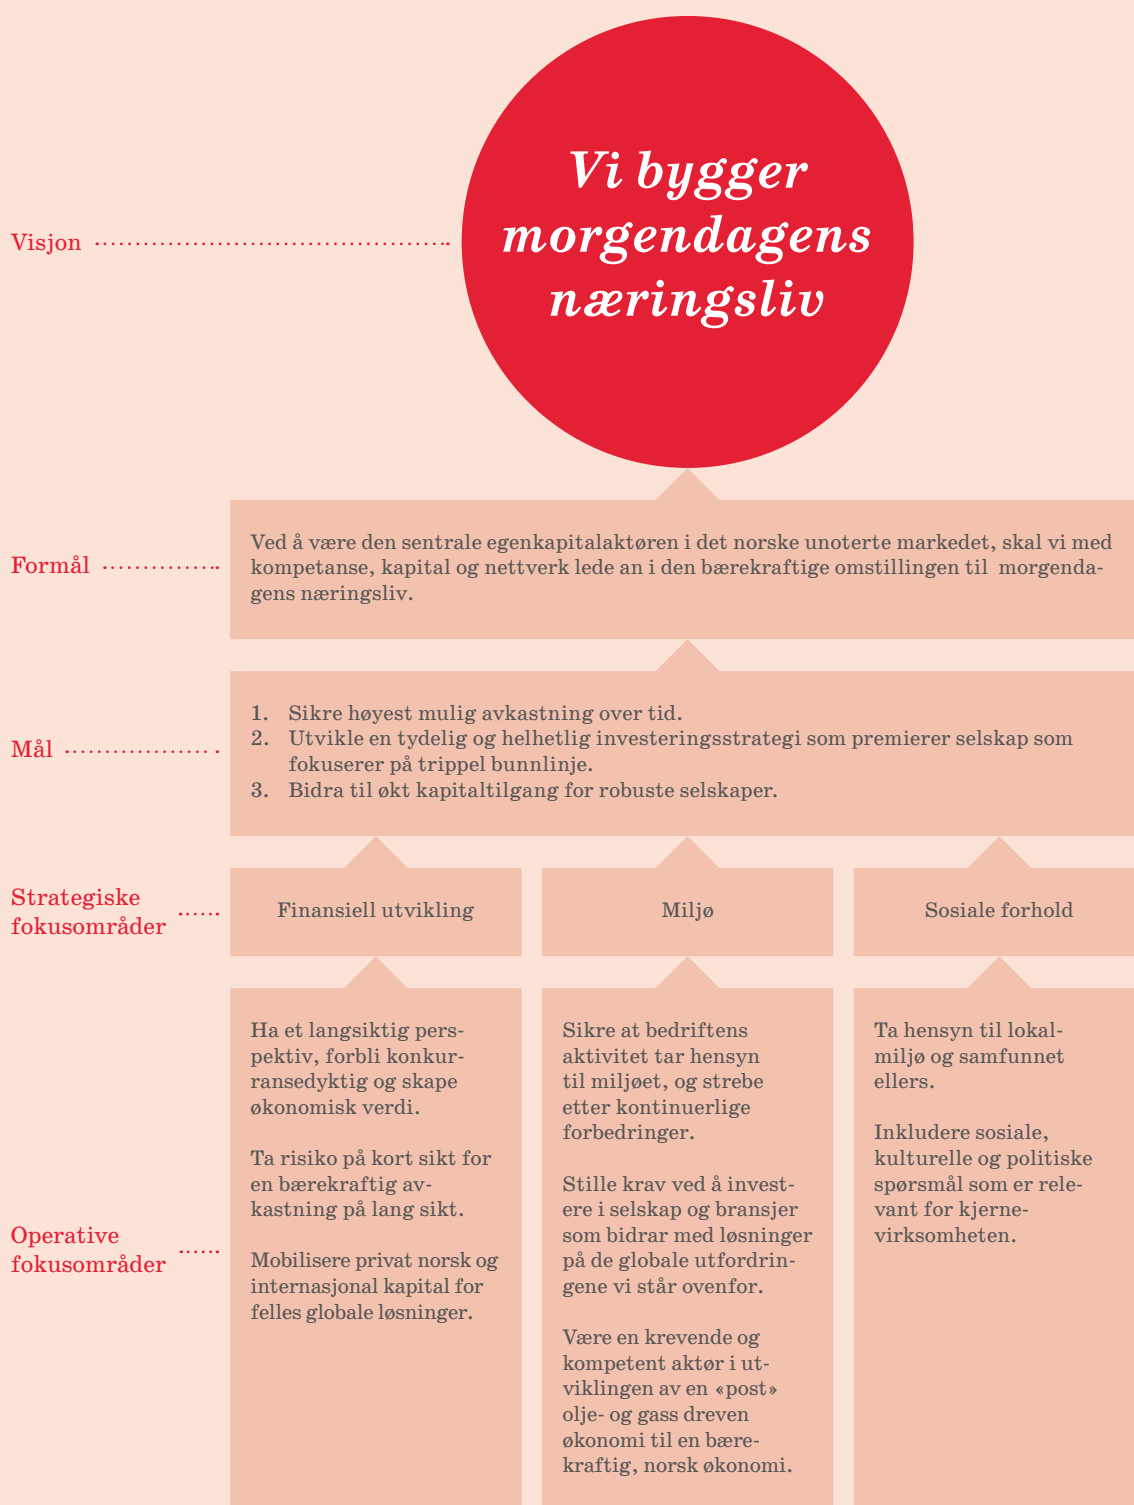 Visjon
Vi bygger
morgendagens
næringsliv
Formål
Ved å være den sentrale egenkapitalaktøren i det norske unoterte markedet, skal vi med
kompetanse, kapital og nettverk lede an i den bærekraftige omstillingen til morgenda-
gens næringsliv.
Mål
1. Sikre høyest mulig avkastning over tid.
2. Utvikle en tydelig og helhetlig investeringsstrategi som premierer selskap som
fokuserer på trippel bunnlinje.
3. Bidra til økt kapitaltilgang for robuste selskaper.
Strategiske
fokusområder
Finansiell utvikling
Miljø
Sosiale forhold
Operative
fokusområder
Ha et langsiktig pers-
pektiv, forbli konkur-
ransedyktig og skape
økonomisk verdi.
Ta risiko på kort sikt for
en bærekraftig av-
kastning på lang sikt.
Mobilisere privat norsk og
internasjonal kapital for
felles globale løsninger.
Sikre at bedriftens
aktivitet tar hensyn
til miljøet, og strebe
etter kontinuerlige
forbedringer.
Stille krav ved å invest-
ere i selskap og bransjer
som bidrar med løsninger
på de globale utfordrin-
gene vi står ovenfor.
Være en krevende og
kompetent aktør i ut-
viklingen av en «post»
olje- og gass dreven
økonomi til en bære-
kraftig, norsk økonomi.
Ta hensyn til lokal-
miljø og samfunnet
ellers.
Inkludere sosiale,
kulturelle og politiske
spørsmål som er rele-
vant for kjerne-
virksomheten.